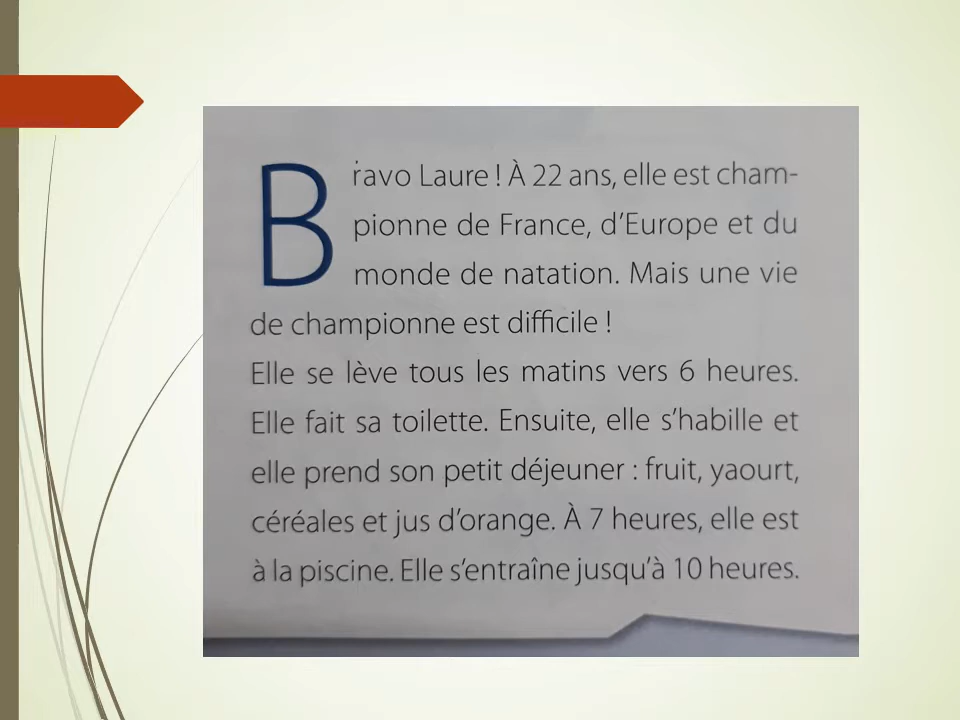 Bravo Laure ! À 22 ans, elle est cham-
pionne de France, d'Europe et du
monde de natation. Mais une vie
de championne est difficile !
Elle se lève tous les matins vers 6 heures.
Elle fait sa toilette. Ensuite, elle s'habille et
elle prend son petit déjeuner : fruit, yaourt,
céréales et jus d'orange. À 7 heures, elle est
à la piscine. Elle s'entraîne jusqu'à 10 heures.